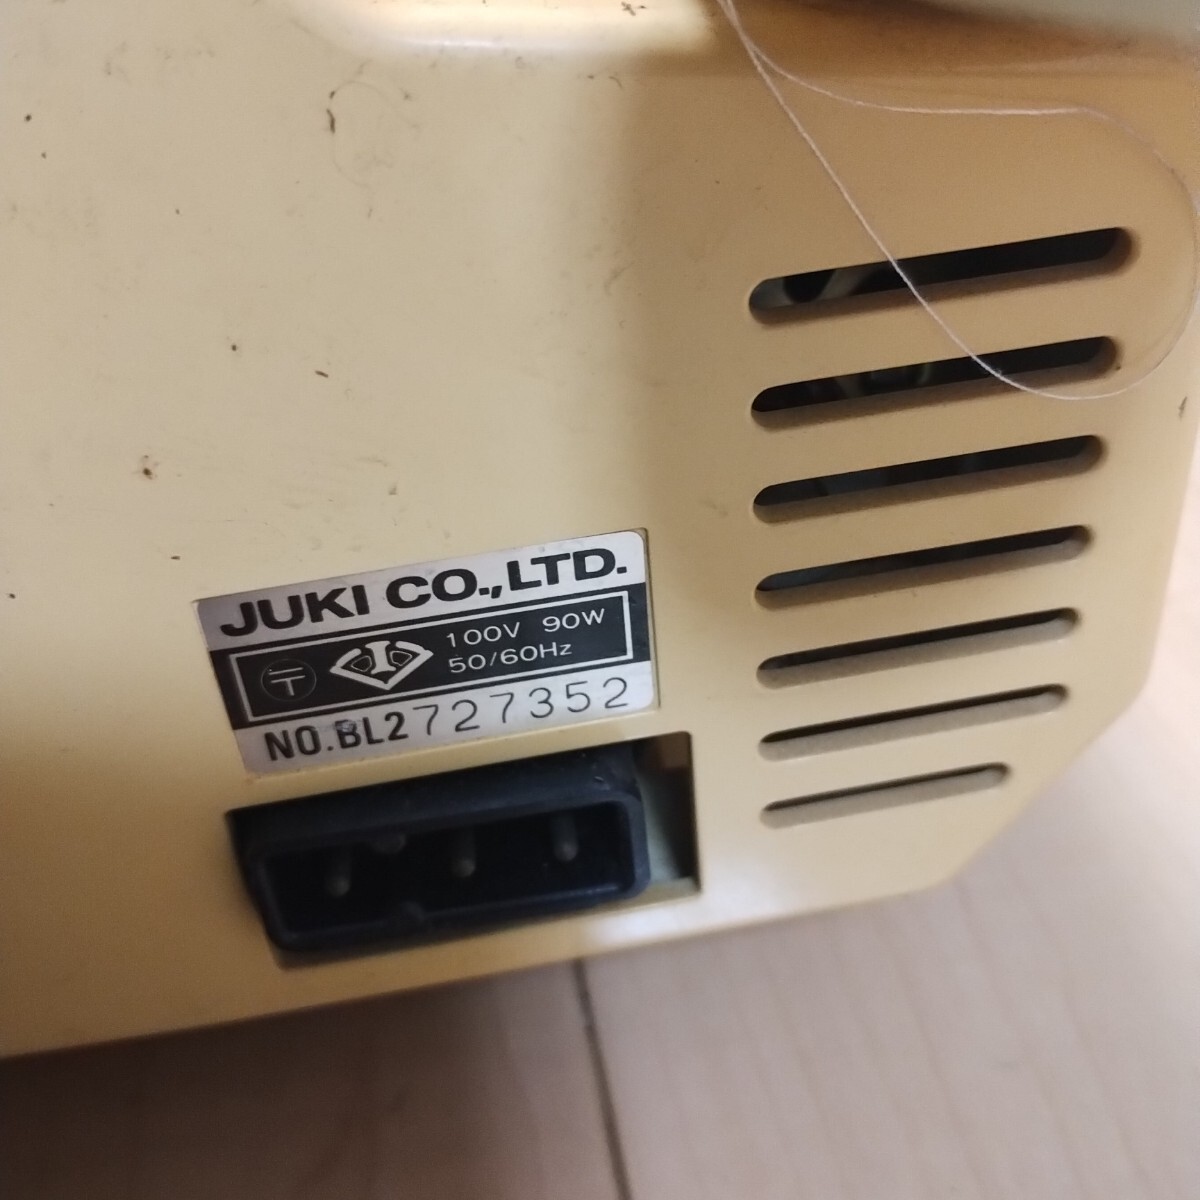 JUKI CO.,LTD.
〒 100V 90W
50/60Hz
NO.BL2727352